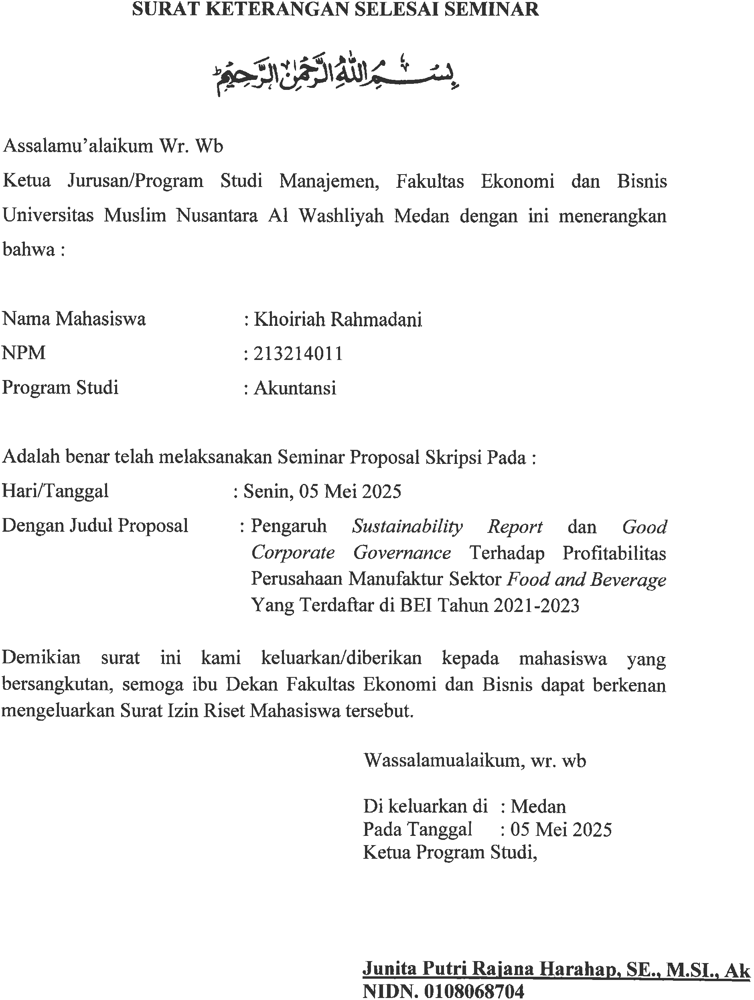 SURAT KETERANGAN SELESAI SEMINAR
بِسْمِ اللهِ الرَّحْمٰنِ الرَّحِيْمِ
Assalamu’alaikum Wr. Wb
Ketua Jurusan/Program Studi Manajemen, Fakultas Ekonomi dan Bisnis
Universitas Muslim Nusantara Al Washliyah Medan dengan ini menerangkan
bahwa :
Nama Mahasiswa : Khoiriah Rahmadani
NPM : 213214011
Program Studi : Akuntansi
Adalah benar telah melaksanakan Seminar Proposal Skripsi Pada :
Hari/Tanggal : Senin, 05 Mei 2025
Dengan Judul Proposal : Pengaruh Sustainability Report dan Good
Corporate Governance Terhadap Profitabilitas
Perusahaan Manufaktur Sektor Food and Beverage
Yang Terdaftar di BEI Tahun 2021-2023
Demikian surat ini kami keluarkan/diberikan kepada mahasiswa yang
bersangkutan, semoga ibu Dekan Fakultas Ekonomi dan Bisnis dapat berkenan
mengeluarkan Surat Izin Riset Mahasiswa tersebut.
Wassalamualaikum, wr. wb
Di keluarkan di : Medan
Pada Tanggal : 05 Mei 2025
Ketua Program Studi,
Junita Putri Rajana Harahap, SE., M.SI., Ak
NIDN. 0108068704